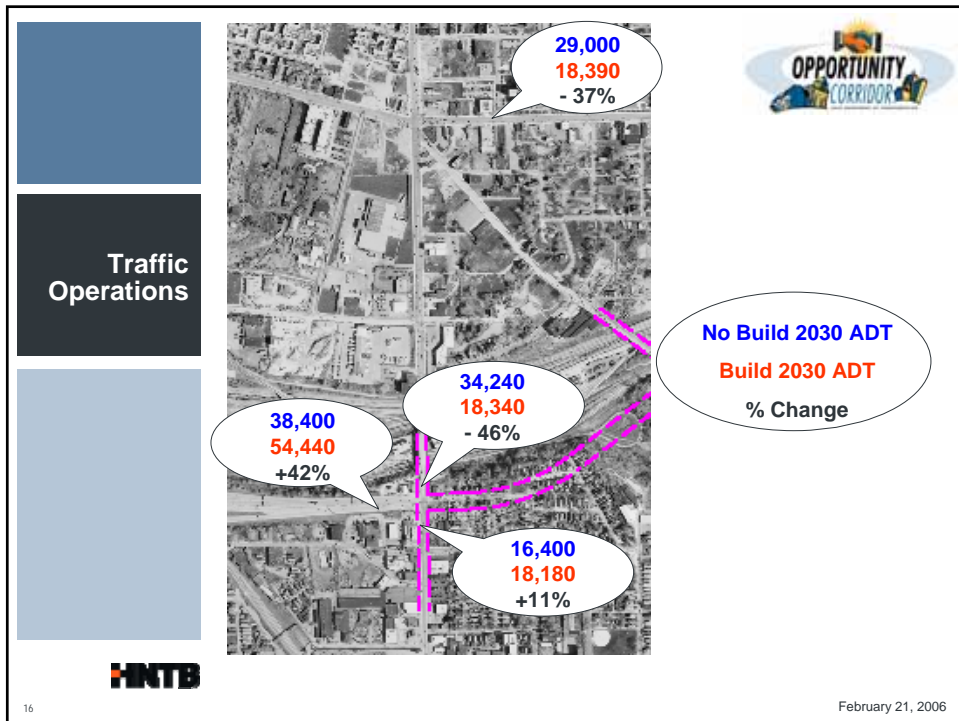 29,000
18,390
- 37%
OPPORTUNITY
CORRIDOR
Traffic
Operations
No Build 2030 ADT
Build 2030 ADT
% Change
34,240
18,340
- 46%
38,400
54,440
+42%
16,400
18,180
+11%
HNTB
16
February 21, 2006